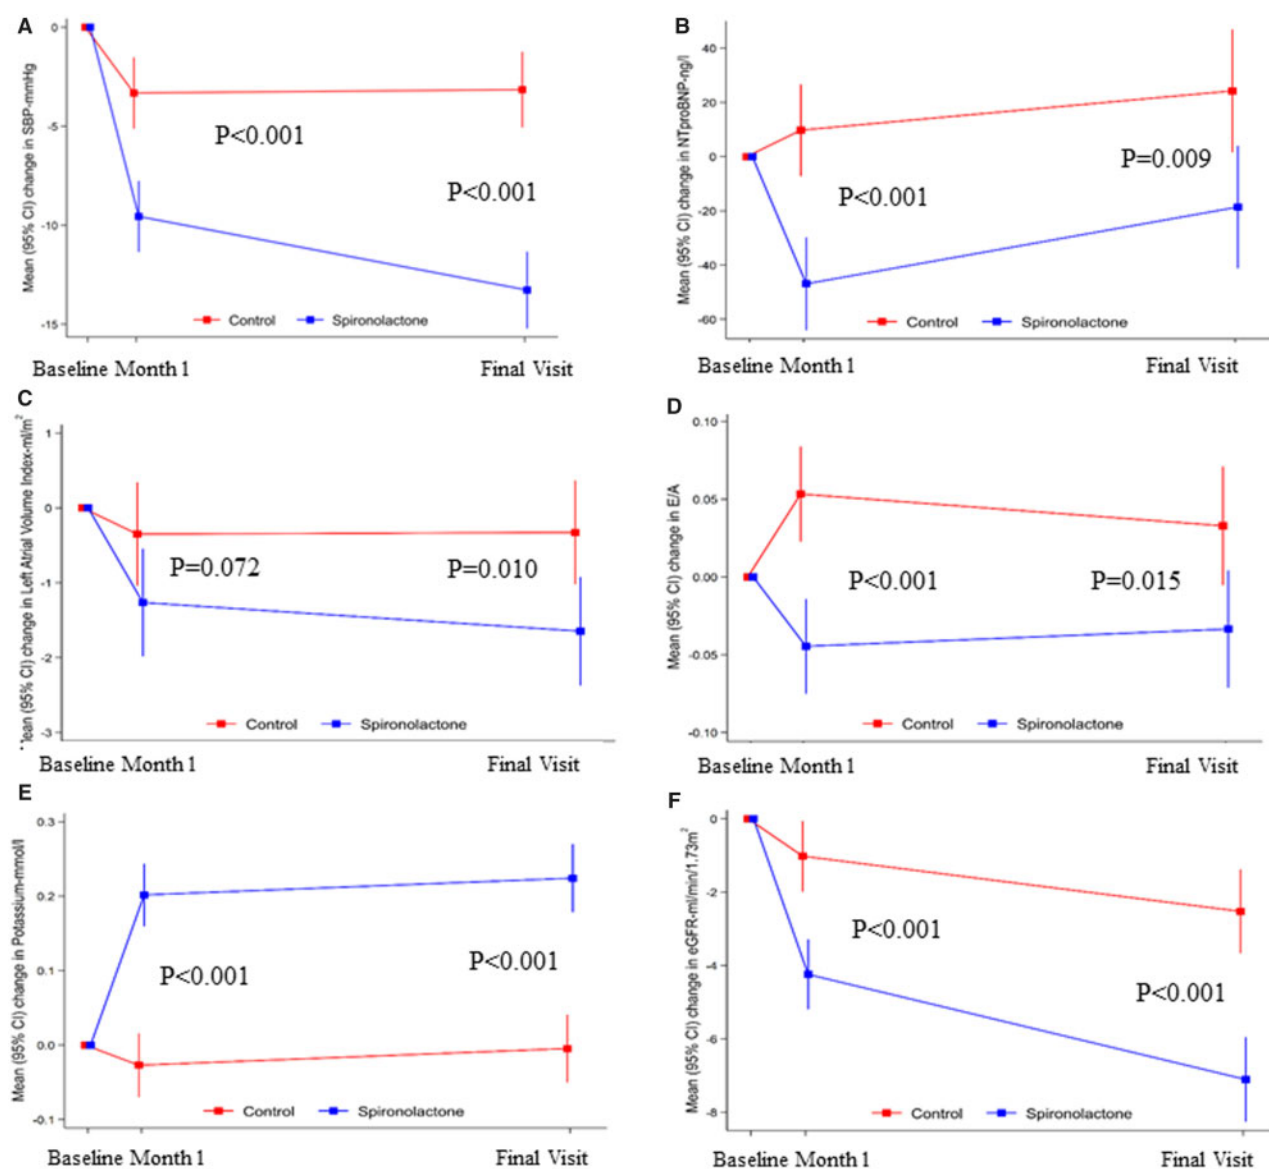 A
Mean (95% CI) change in SBP-mmHg
0
-5
-10
-15
P<0.001
P<0.001
Control
Spironolactone
Baseline Month 1
Final Visit
B
Mean (95% CI) change in NTproBNP-ng/l
40
20
0
-20
-40
-60
P<0.001
P=0.009
Control
Spironolactone
Baseline Month 1
Final Visit
C
ean (95% CI) change in Left Atrial Volume Index-ml/m²
1
0
-1
-2
-3
P=0.072
P=0.010
Control
Spironolactone
Baseline Month 1
Final Visit
D
Mean (95% CI) change in E/A
0.10
0.05
0.00
-0.05
-0.10
P<0.001
P=0.015
Control
Spironolactone
Baseline Month 1
Final Visit
E
Mean (95% CI) change in Potassium-mmol/l
0.3
0.2
0.1
0.0
-0.1
P<0.001
P<0.001
Control
Spironolactone
Baseline Month 1
Final Visit
F
Mean (95% CI) change in eGFR-ml/min/1.73m²
0
-2
-4
-6
-8
P<0.001
P<0.001
Control
Spironolactone
Baseline Month 1
Final Visit